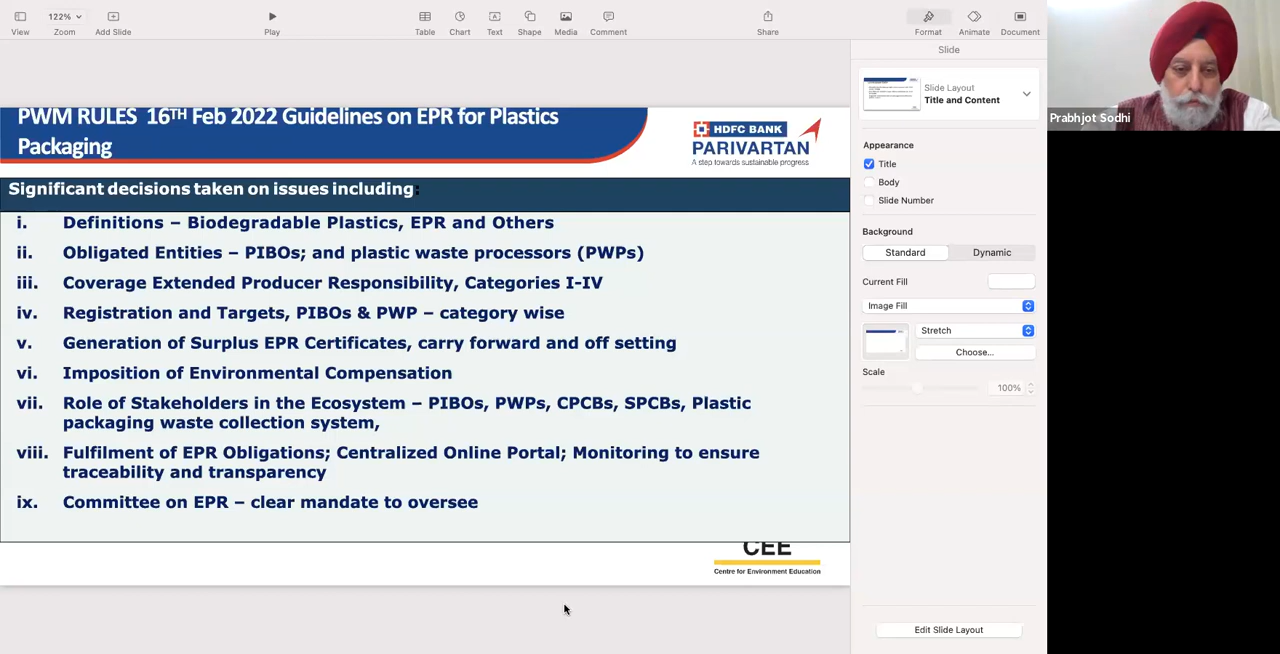 View
122%
Zoom
Add Slide
Play
Table
Chart
Text
Shape
Media
Comment
Share
Format
Animate
Document
Slide
Slide Layout
Title and Content
Appearance
Title
Body
Slide Number
Background
Standard
Dynamic
Current Fill
Image Fill
Stretch
Choose...
Scale
100%
Edit Slide Layout
Prabhjot Sodhi
PWM RULES 16TH Feb 2022 Guidelines on EPR for Plastics
Packaging
HDFC BANK
PARIVARTAN
A step towards sustainable progress
Significant decisions taken on issues including:
i. Definitions – Biodegradable Plastics, EPR and Others
ii. Obligated Entities – PIBOs; and plastic waste processors (PWPs)
iii. Coverage Extended Producer Responsibility, Categories I-IV
iv. Registration and Targets, PIBOs & PWP – category wise
v. Generation of Surplus EPR Certificates, carry forward and off setting
vi. Imposition of Environmental Compensation
vii. Role of Stakeholders in the Ecosystem – PIBOs, PWPs, CPCBs, SPCBs, Plastic
packaging waste collection system,
viii. Fulfilment of EPR Obligations; Centralized Online Portal; Monitoring to ensure
traceability and transparency
ix. Committee on EPR – clear mandate to oversee
CEE
Centre for Environment Education